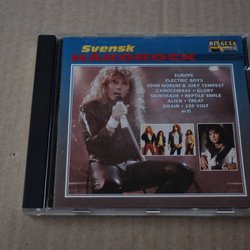 Svensk
HÅRDROCK
EUROPE
ELECTRIC BOYS
JOHN NORUM & JOEY TEMPEST
CANDLEMASS • GLORY
SKINTRADE • REPTILE SMILE
ALIEN • TREAT
DRAIN • 220 VOLT